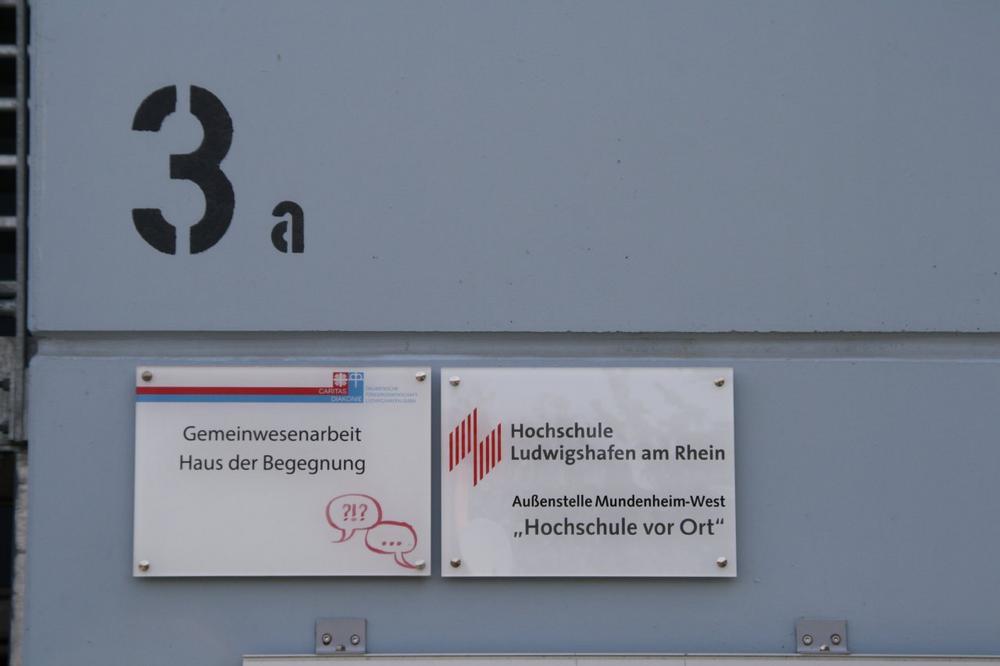 3a
CARITAS
DIAKONIE
Gemeinwesenarbeit
Haus der Begegnung
?!?
...
Hochschule
Ludwigshafen am Rhein
Außenstelle Mundenheim-West
„Hochschule vor Ort“